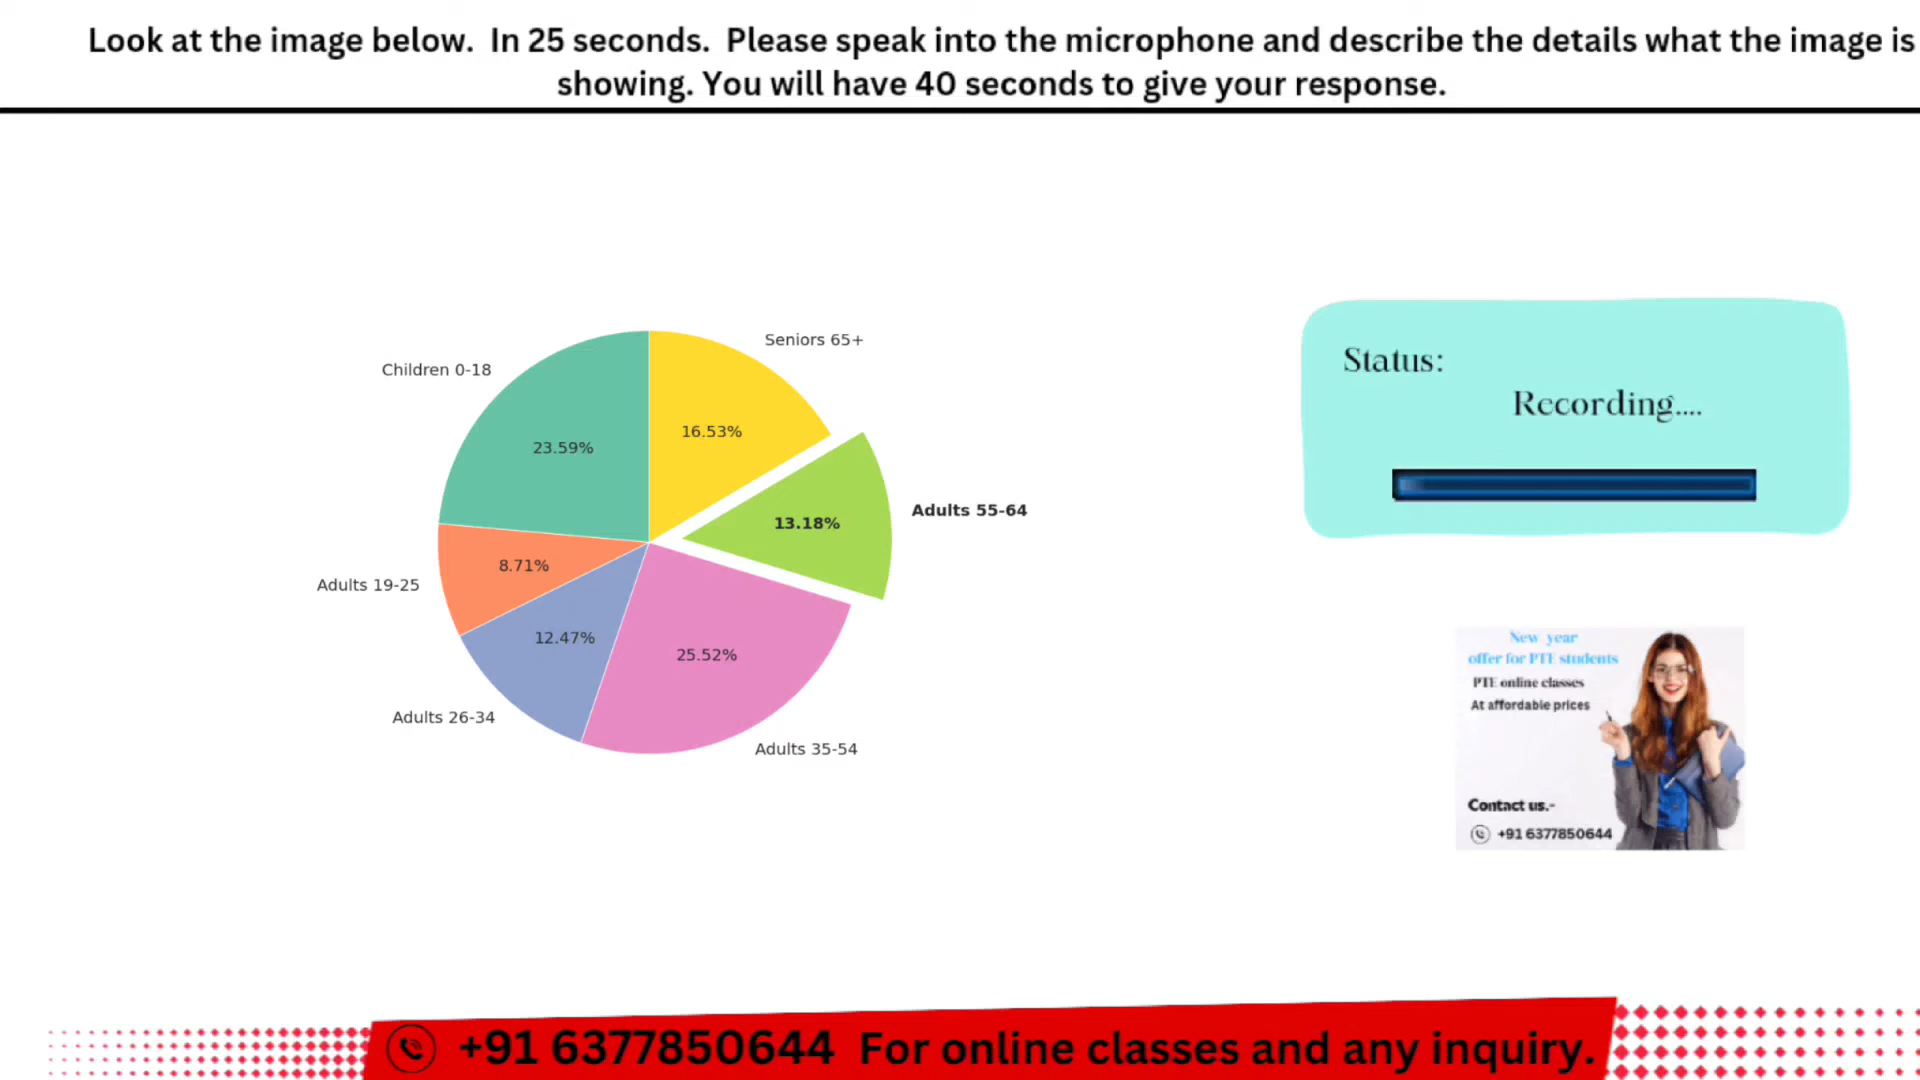 Look at the image below. In 25 seconds. Please speak into the microphone and describe the details what the image is
showing. You will have 40 seconds to give your response.
Seniors 65+
Children 0-18
16.53%
23.59%
Adults 55-64
13.18%
8.71%
Adults 19-25
12.47%
25.52%
Adults 26-34
Adults 35-54
Status:
Recording....
New year
offer for PTE students
PTE online classes
At affordable prices
Contact us.-
+91 6377850644
+91 6377850644 For online classes and any inquiry.